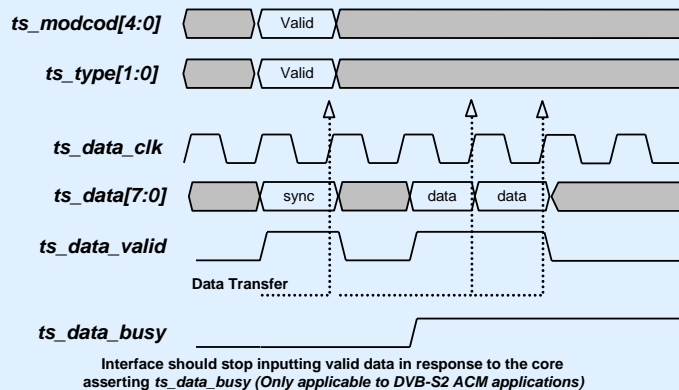 ts_modcod[4:0] Valid
ts_type[1:0] Valid
ts_data_clk
ts_data[7:0] sync data data
ts_data_valid
Data Transfer
ts_data_busy
Interface should stop inputting valid data in response to the core
asserting ts_data_busy (Only applicable to DVB-S2 ACM applications)